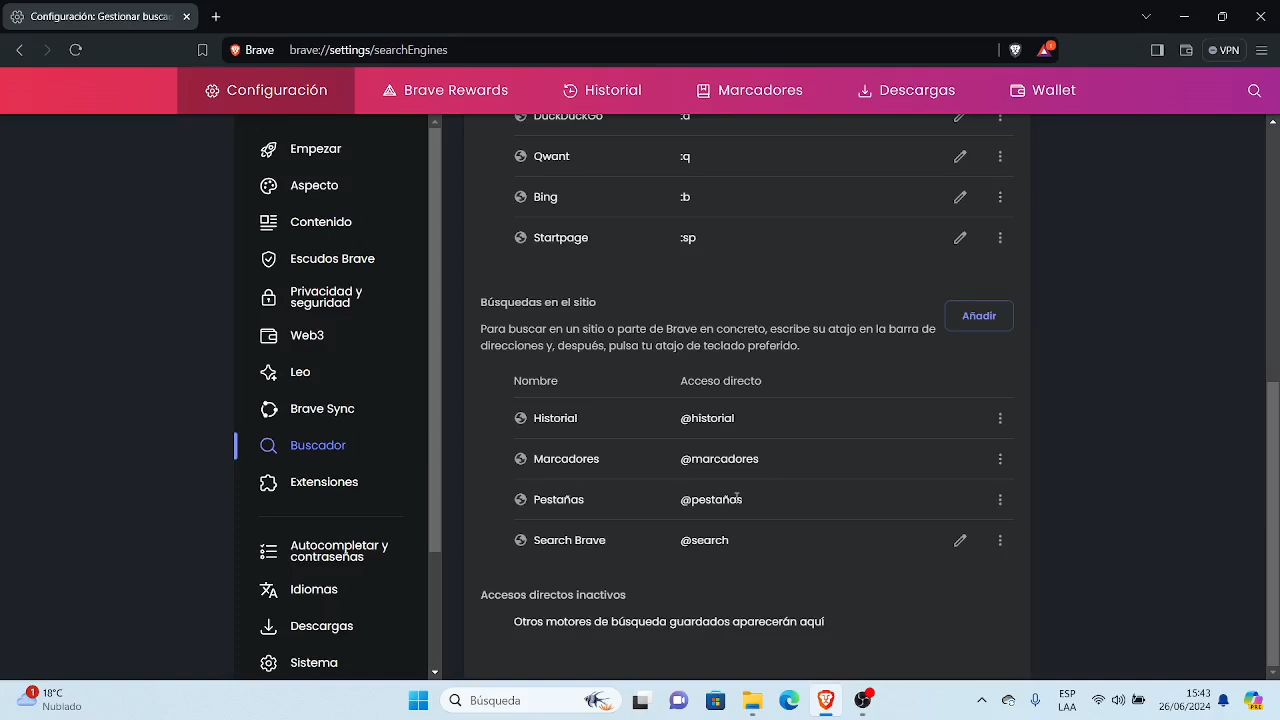 Configuración: Gestionar buscad
Brave
brave://settings/searchEngines
VPN
Configuración
Brave Rewards
Historial
Marcadores
Descargas
Wallet
Empezar
Aspecto
Contenido
Escudos Brave
Privacidad y
seguridad
Web3
Leo
Brave Sync
Buscador
Extensiones
Autocompletar y
contraseñas
Idiomas
Descargas
Sistema
DuckDuckGo :d
Qwant :q
Bing :b
Startpage :sp
Búsquedas en el sitio
Para buscar en un sitio o parte de Brave en concreto, escribe su atajo en la barra de
direcciones y, después, pulsa tu atajo de teclado preferido.
Añadir
Nombre Acceso directo
Historial @historial
Marcadores @marcadores
Pestañas @pestañas
Search Brave @search
Accesos directos inactivos
Otros motores de búsqueda guardados aparecerán aquí
1
18°C
Nublado
Búsqueda
ESP
LAA
15:43
26/06/2024
PRE